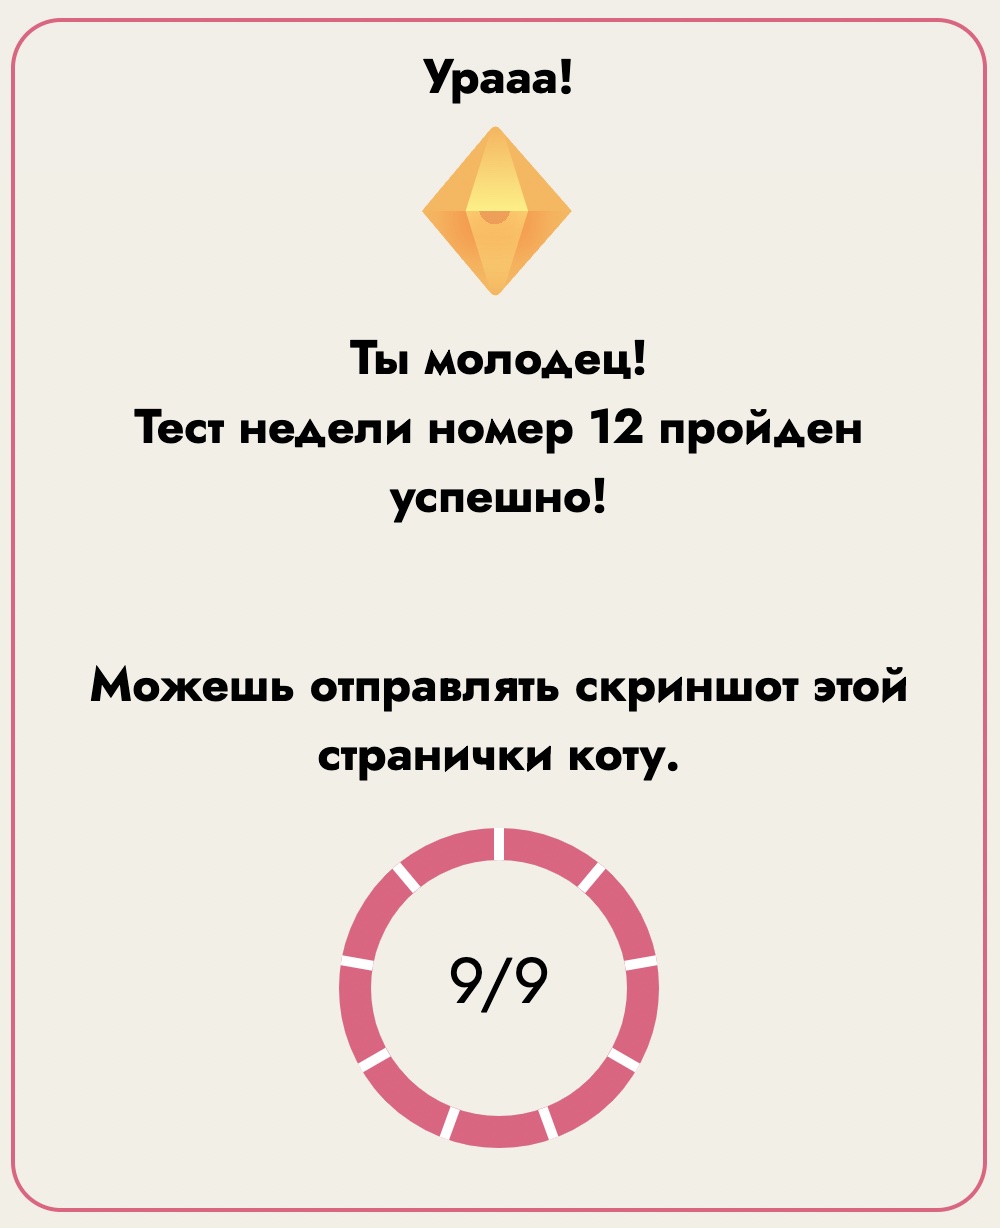 Урааа!
Ты молодец!
Тест недели номер 12 пройден
успешно!
Можешь отправлять скриншот этой
странички коту.
9/9